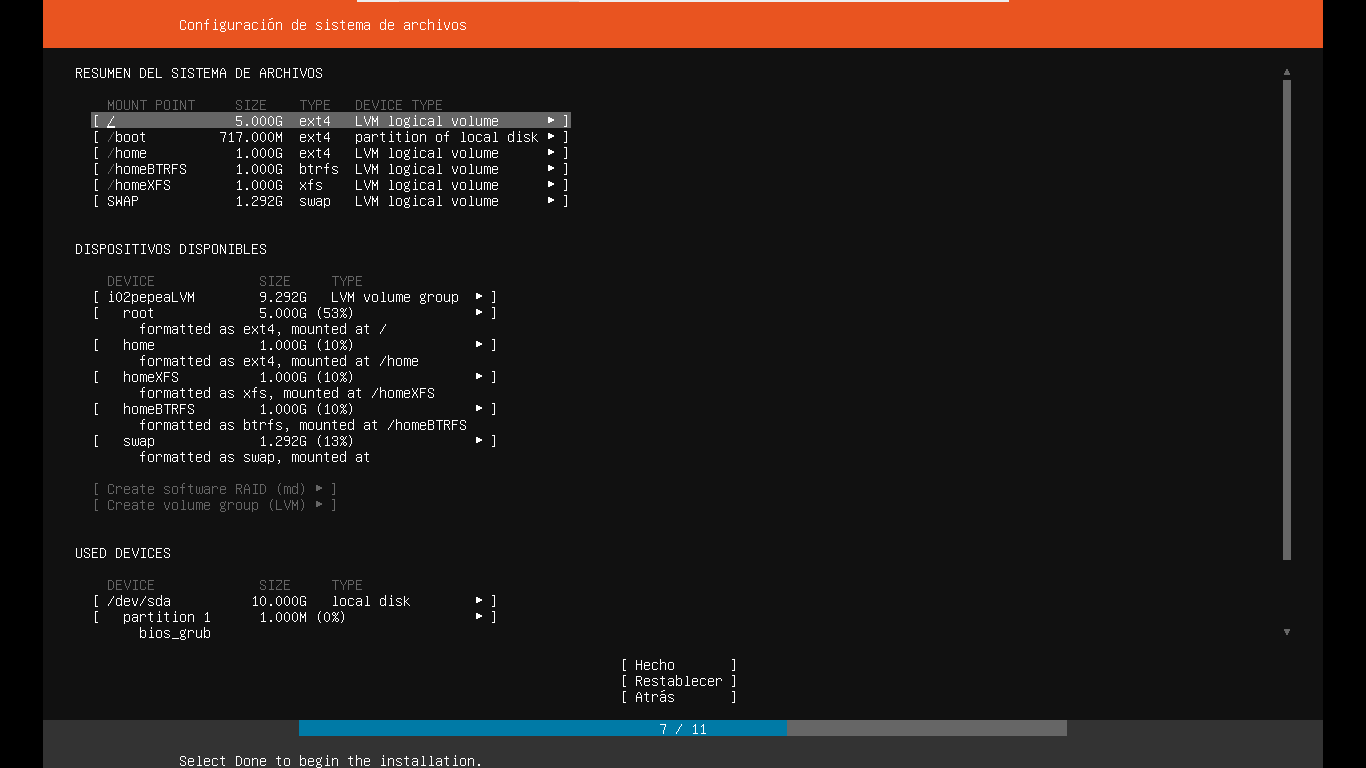 Configuración de sistema de archivos
RESUMEN DEL SISTEMA DE ARCHIVOS
MOUNT POINT SIZE TYPE DEVICE TYPE
[ / 5.000G ext4 LVM logical volume ▸ ]
[ /boot 717.000M ext4 partition of local disk ▸ ]
[ /home 1.000G ext4 LVM logical volume ▸ ]
[ /homeBTRFS 1.000G btrfs LVM logical volume ▸ ]
[ /homeXFS 1.000G xfs LVM logical volume ▸ ]
[ SWAP 1.292G swap LVM logical volume ▸ ]
DISPOSITIVOS DISPONIBLES
DEVICE SIZE TYPE
[ i02pepeaLVM 9.292G LVM volume group ▸ ]
[ root 5.000G (53%) ▸ ]
formatted as ext4, mounted at /
[ home 1.000G (10%) ▸ ]
formatted as ext4, mounted at /home
[ homeXFS 1.000G (10%) ▸ ]
formatted as xfs, mounted at /homeXFS
[ homeBTRFS 1.000G (10%) ▸ ]
formatted as btrfs, mounted at /homeBTRFS
[ swap 1.292G (13%) ▸ ]
formatted as swap, mounted at
[ Create software RAID (md) ▸ ]
[ Create volume group (LVM) ▸ ]
USED DEVICES
DEVICE SIZE TYPE
[ /dev/sda 10.000G local disk ▸ ]
[ partition 1 1.000M (0%) ▸ ]
bios_grub
[ Hecho ]
[ Restablecer ]
[ Atrás ]
7 / 11
Select Done to begin the installation.